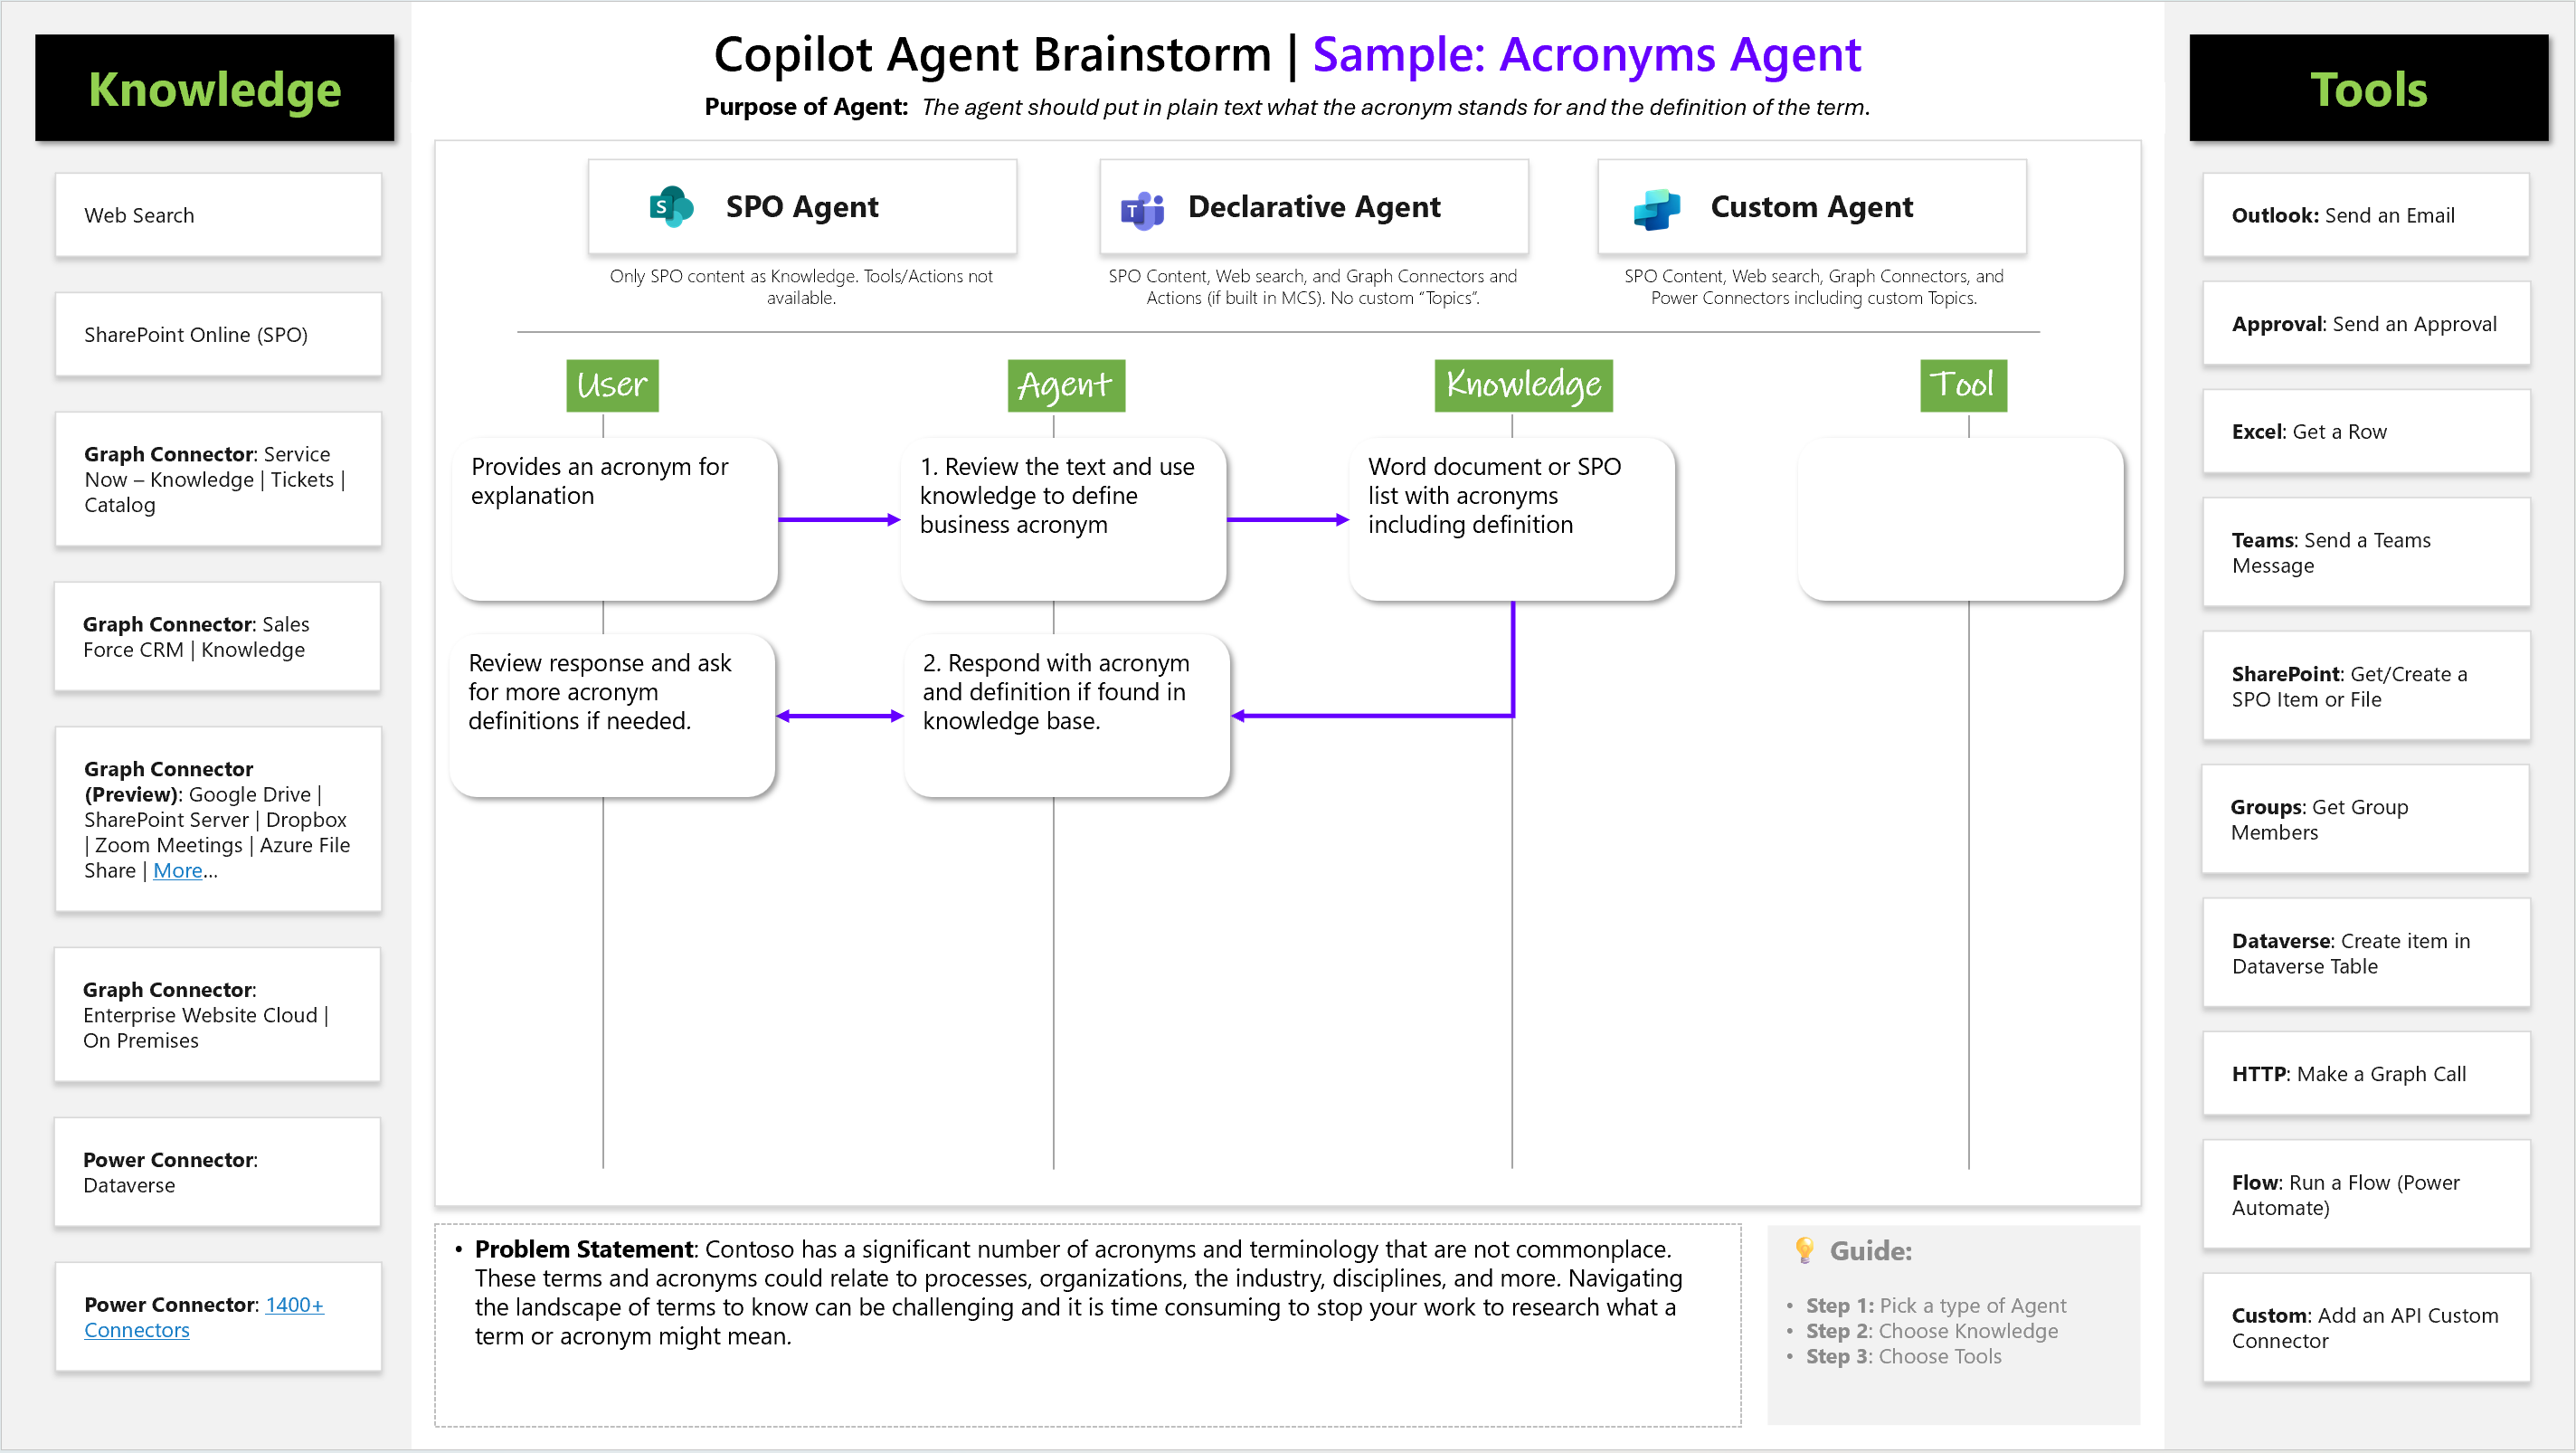 Knowledge
Web Search
SharePoint Online (SPO)
Graph Connector: Service
Now – Knowledge | Tickets |
Catalog
Graph Connector: Sales
Force CRM | Knowledge
Graph Connector
(Preview): Google Drive |
SharePoint Server | Dropbox
| Zoom Meetings | Azure File
Share | More...
Graph Connector:
Enterprise Website Cloud |
On Premises
Power Connector:
Dataverse
Power Connector: 1400+
Connectors
Copilot Agent Brainstorm | Sample: Acronyms Agent
Purpose of Agent: The agent should put in plain text what the acronym stands for and the definition of the term.
SPO Agent
Only SPO content as Knowledge. Tools/Actions not
available.
Declarative Agent
SPO Content, Web search, and Graph Connectors and
Actions (if built in MCS). No custom “Topics”.
Custom Agent
SPO Content, Web search, Graph Connectors, and
Power Connectors including custom Topics.
User
Agent
Knowledge
Tool
Provides an acronym for
explanation
1. Review the text and use
knowledge to define
business acronym
Word document or SPO
list with acronyms
including definition
Review response and ask
for more acronym
definitions if needed.
2. Respond with acronym
and definition if found in
knowledge base.
• Problem Statement: Contoso has a significant number of acronyms and terminology that are not commonplace.
These terms and acronyms could relate to processes, organizations, the industry, disciplines, and more. Navigating
the landscape of terms to know can be challenging and it is time consuming to stop your work to research what a
term or acronym might mean.
Guide:
• Step 1: Pick a type of Agent
• Step 2: Choose Knowledge
• Step 3: Choose Tools
Tools
Outlook: Send an Email
Approval: Send an Approval
Excel: Get a Row
Teams: Send a Teams
Message
SharePoint: Get/Create a
SPO Item or File
Groups: Get Group
Members
Dataverse: Create item in
Dataverse Table
HTTP: Make a Graph Call
Flow: Run a Flow (Power
Automate)
Custom: Add an API Custom
Connector